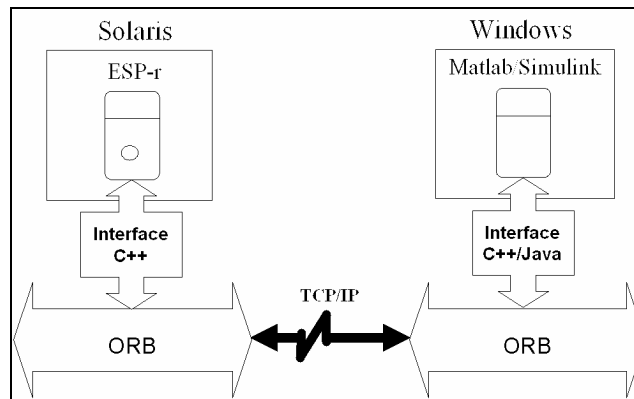 Solaris
Windows
ESP-r
Matlab/Simulink
Interface
C++
Interface
C++/Java
TCP/IP
ORB
ORB